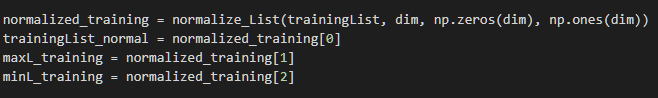 normalized_training = normalize_List(trainingList, dim, np.zeros(dim), np.ones(dim))
trainingList_normal = normalized_training[0]
maxL_training = normalized_training[1]
minL_training = normalized_training[2]